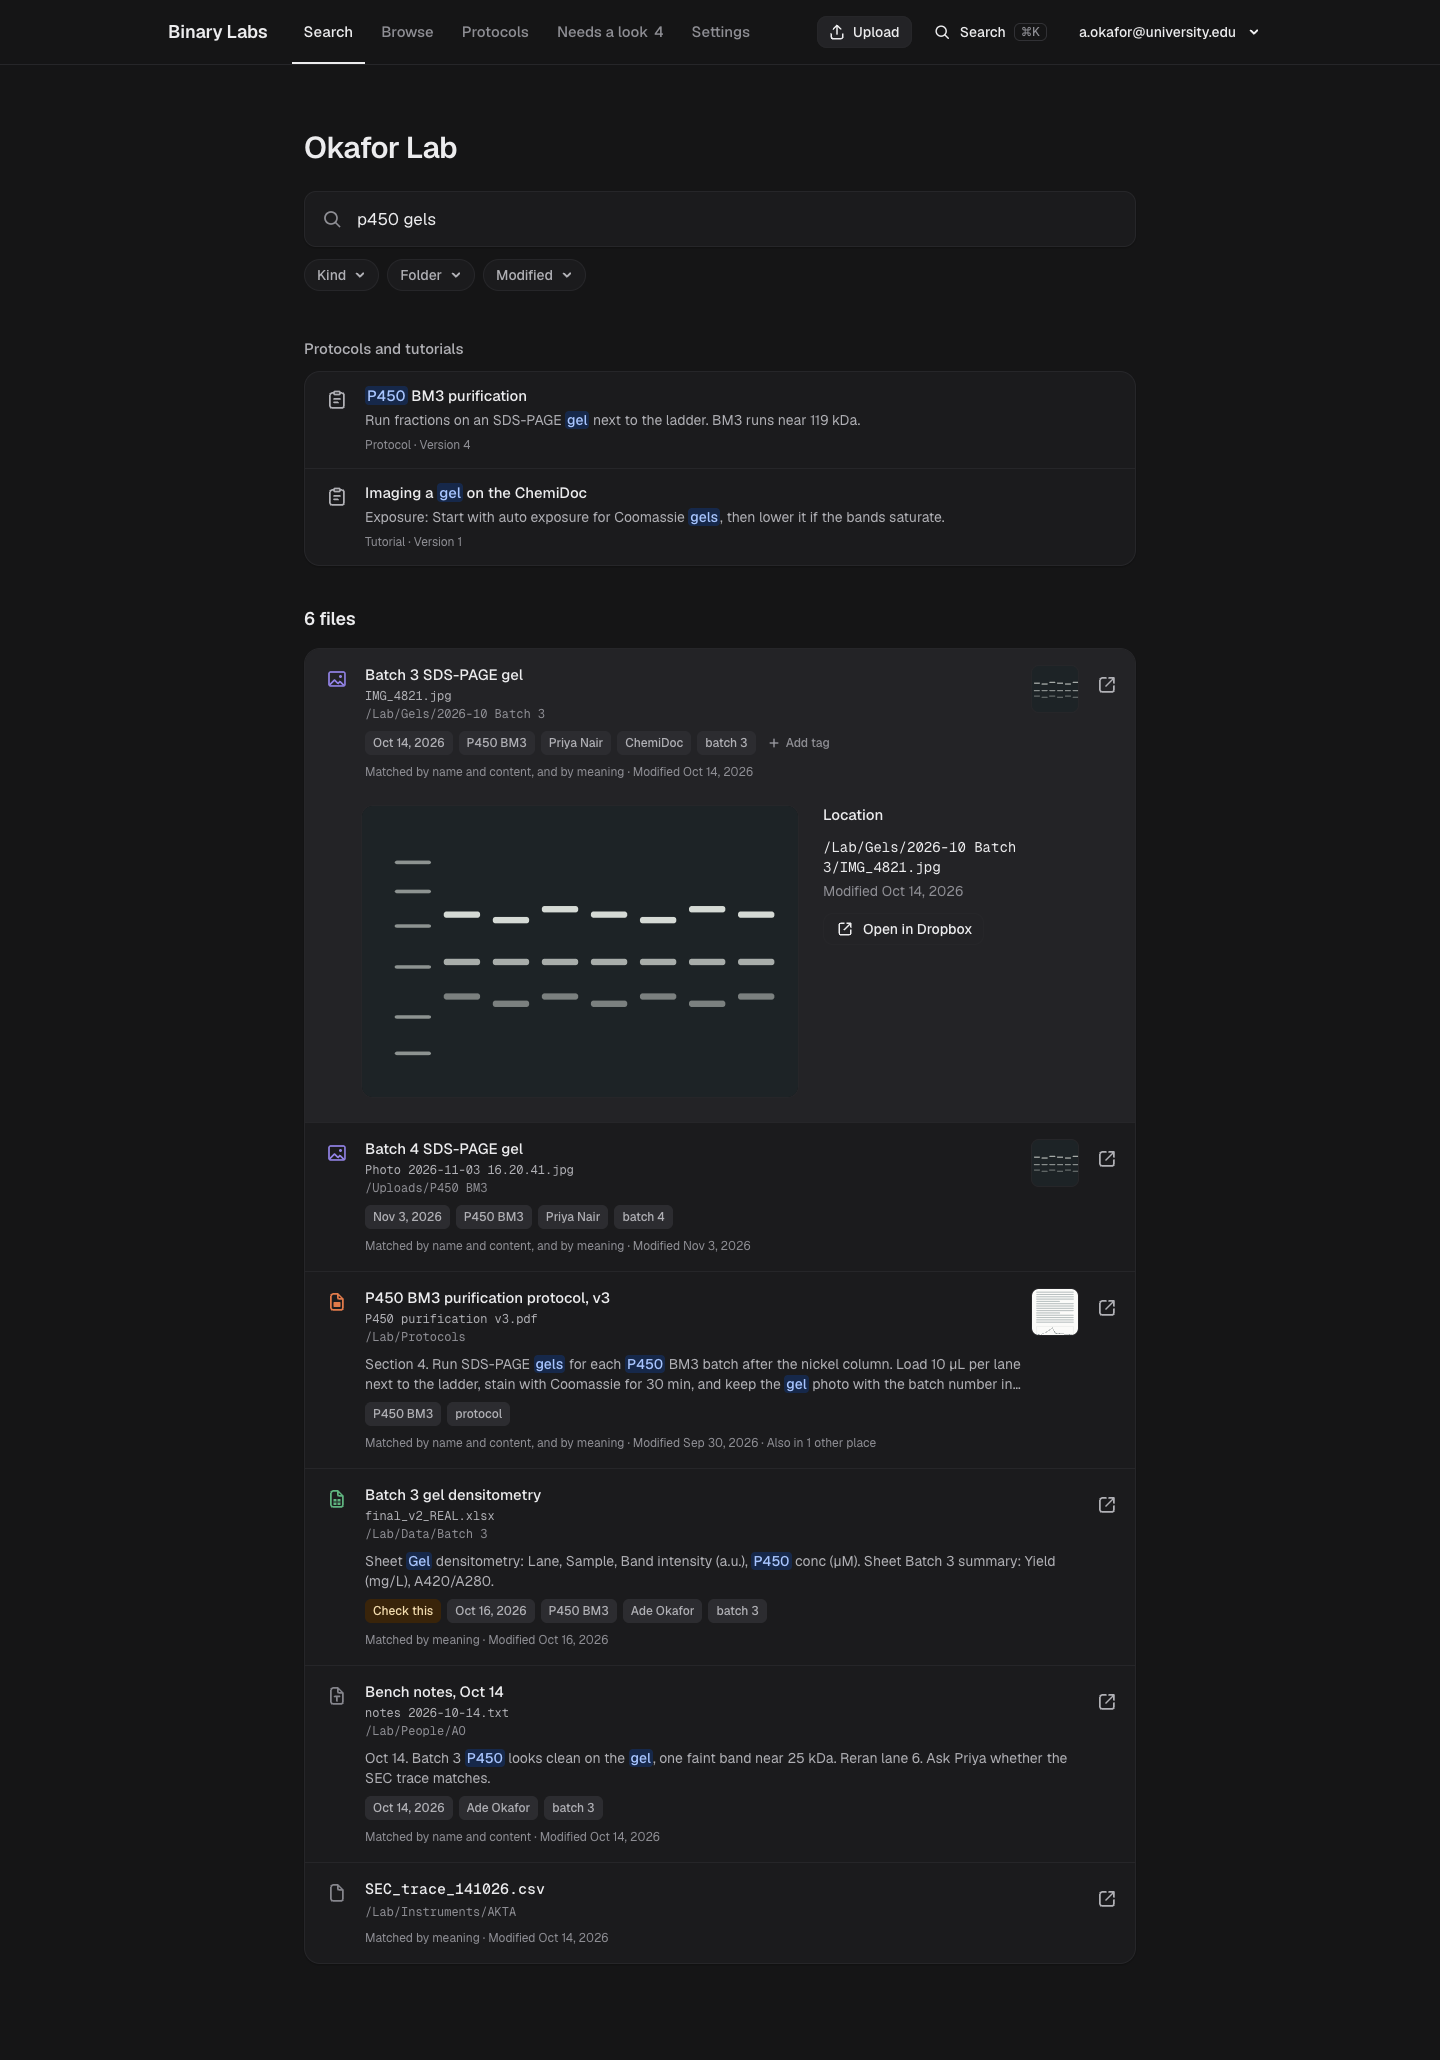 Binary Labs
Search
Browse
Protocols
Needs a look 4
Settings
Upload
Search ⌘K
a.okafor@university.edu
Okafor Lab
p450 gels
Kind
Folder
Modified
Protocols and tutorials
P450 BM3 purification
Run fractions on an SDS-PAGE gel next to the ladder. BM3 runs near 119 kDa.
Protocol · Version 4
Imaging a gel on the ChemiDoc
Exposure: Start with auto exposure for Coomassie gels, then lower it if the bands saturate.
Tutorial · Version 1
6 files
Batch 3 SDS-PAGE gel
IMG_4821.jpg
/Lab/Gels/2026-10 Batch 3
Oct 14, 2026
P450 BM3
Priya Nair
ChemiDoc
batch 3
+ Add tag
Matched by name and content, and by meaning · Modified Oct 14, 2026
Location
/Lab/Gels/2026-10 Batch
3/IMG_4821.jpg
Modified Oct 14, 2026
Open in Dropbox
Batch 4 SDS-PAGE gel
Photo 2026-11-03 16.20.41.jpg
/Uploads/P450 BM3
Nov 3, 2026
P450 BM3
Priya Nair
batch 4
Matched by name and content, and by meaning · Modified Nov 3, 2026
P450 BM3 purification protocol, v3
P450 purification v3.pdf
/Lab/Protocols
Section 4. Run SDS-PAGE gels for each P450 BM3 batch after the nickel column. Load 10 µL per lane
next to the ladder, stain with Coomassie for 30 min, and keep the gel photo with the batch number in…
P450 BM3
protocol
Matched by name and content, and by meaning · Modified Sep 30, 2026 · Also in 1 other place
Batch 3 gel densitometry
final_v2_REAL.xlsx
/Lab/Data/Batch 3
Sheet Gel densitometry: Lane, Sample, Band intensity (a.u.), P450 conc (µM). Sheet Batch 3 summary: Yield
(mg/L), A420/A280.
Check this
Oct 16, 2026
P450 BM3
Ade Okafor
batch 3
Matched by meaning · Modified Oct 16, 2026
Bench notes, Oct 14
notes 2026-10-14.txt
/Lab/People/AO
Oct 14. Batch 3 P450 looks clean on the gel, one faint band near 25 kDa. Reran lane 6. Ask Priya whether the
SEC trace matches.
Oct 14, 2026
Ade Okafor
batch 3
Matched by name and content · Modified Oct 14, 2026
SEC_trace_141026.csv
/Lab/Instruments/AKTA
Matched by meaning · Modified Oct 14, 2026